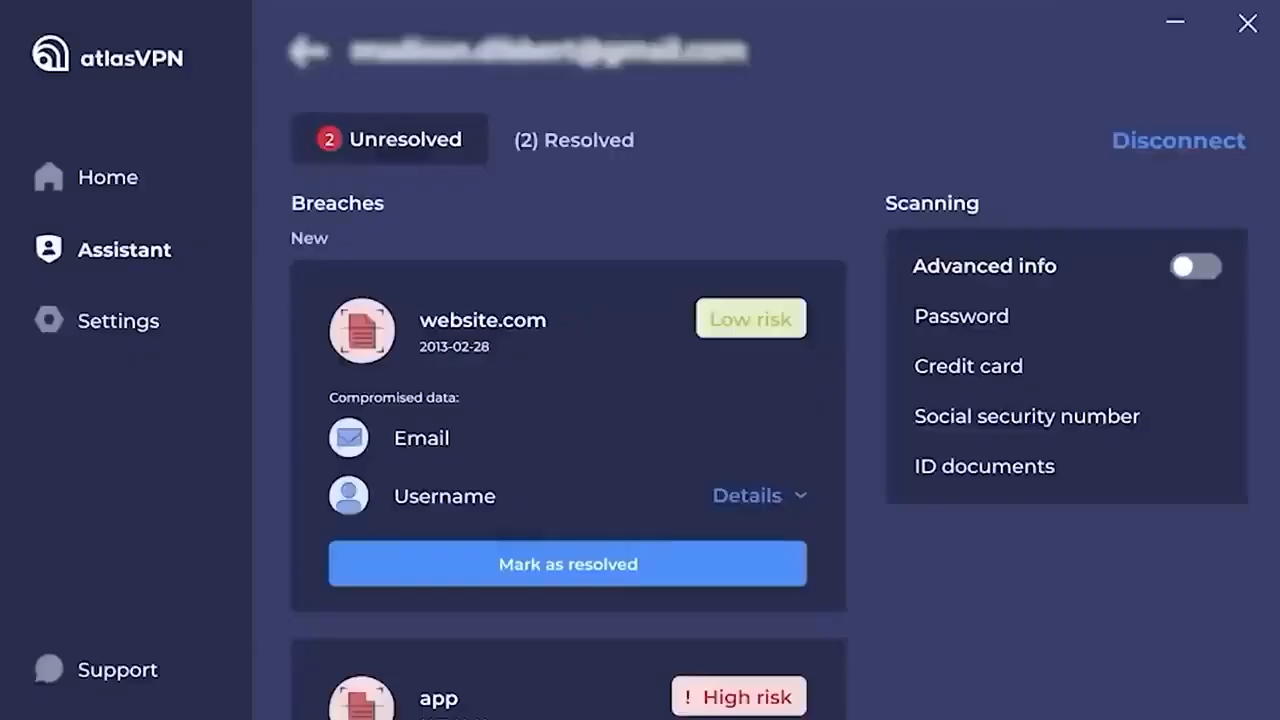 atlasVPN
Home
Assistant
Settings
Support
2 Unresolved
(2) Resolved
Disconnect
Breaches
New
website.com
2013-02-28
Low risk
Compromised data:
Email
Username
Details
Mark as resolved
app
! High risk
Scanning
Advanced info
Password
Credit card
Social security number
ID documents